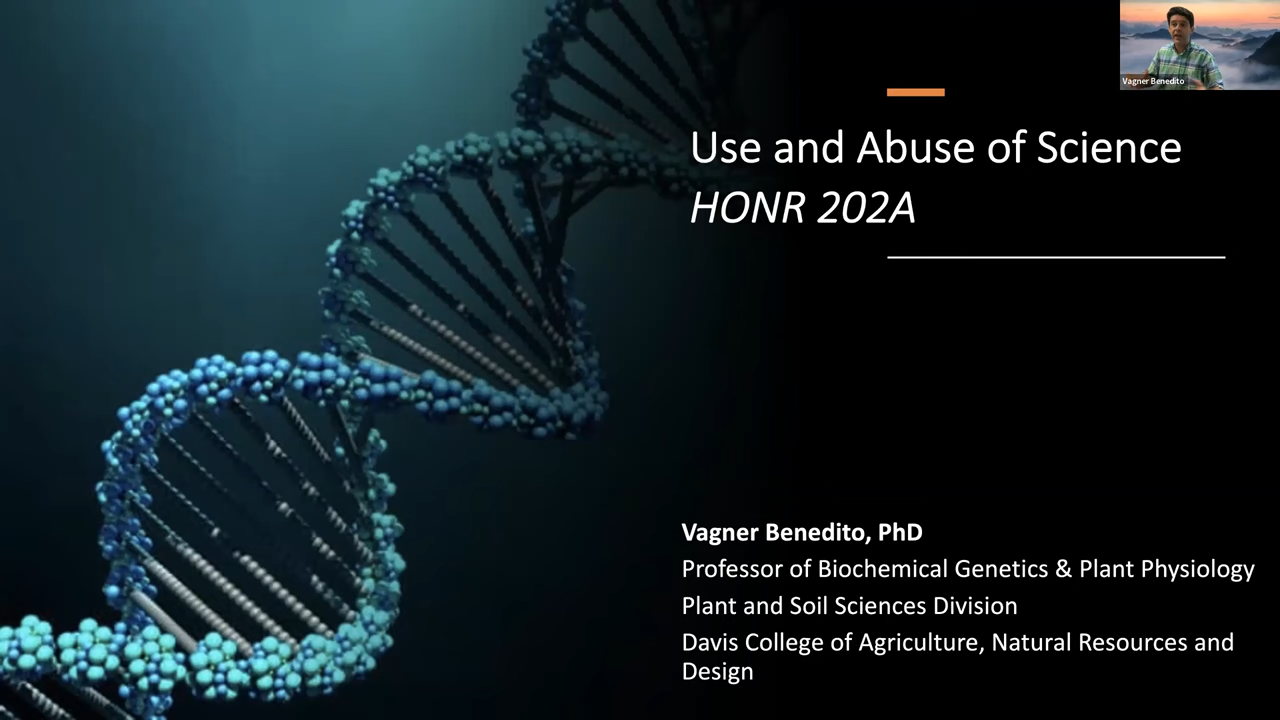 Vagner Benedito
Use and Abuse of Science
HONR 202A
Vagner Benedito, PhD
Professor of Biochemical Genetics & Plant Physiology
Plant and Soil Sciences Division
Davis College of Agriculture, Natural Resources and
Design